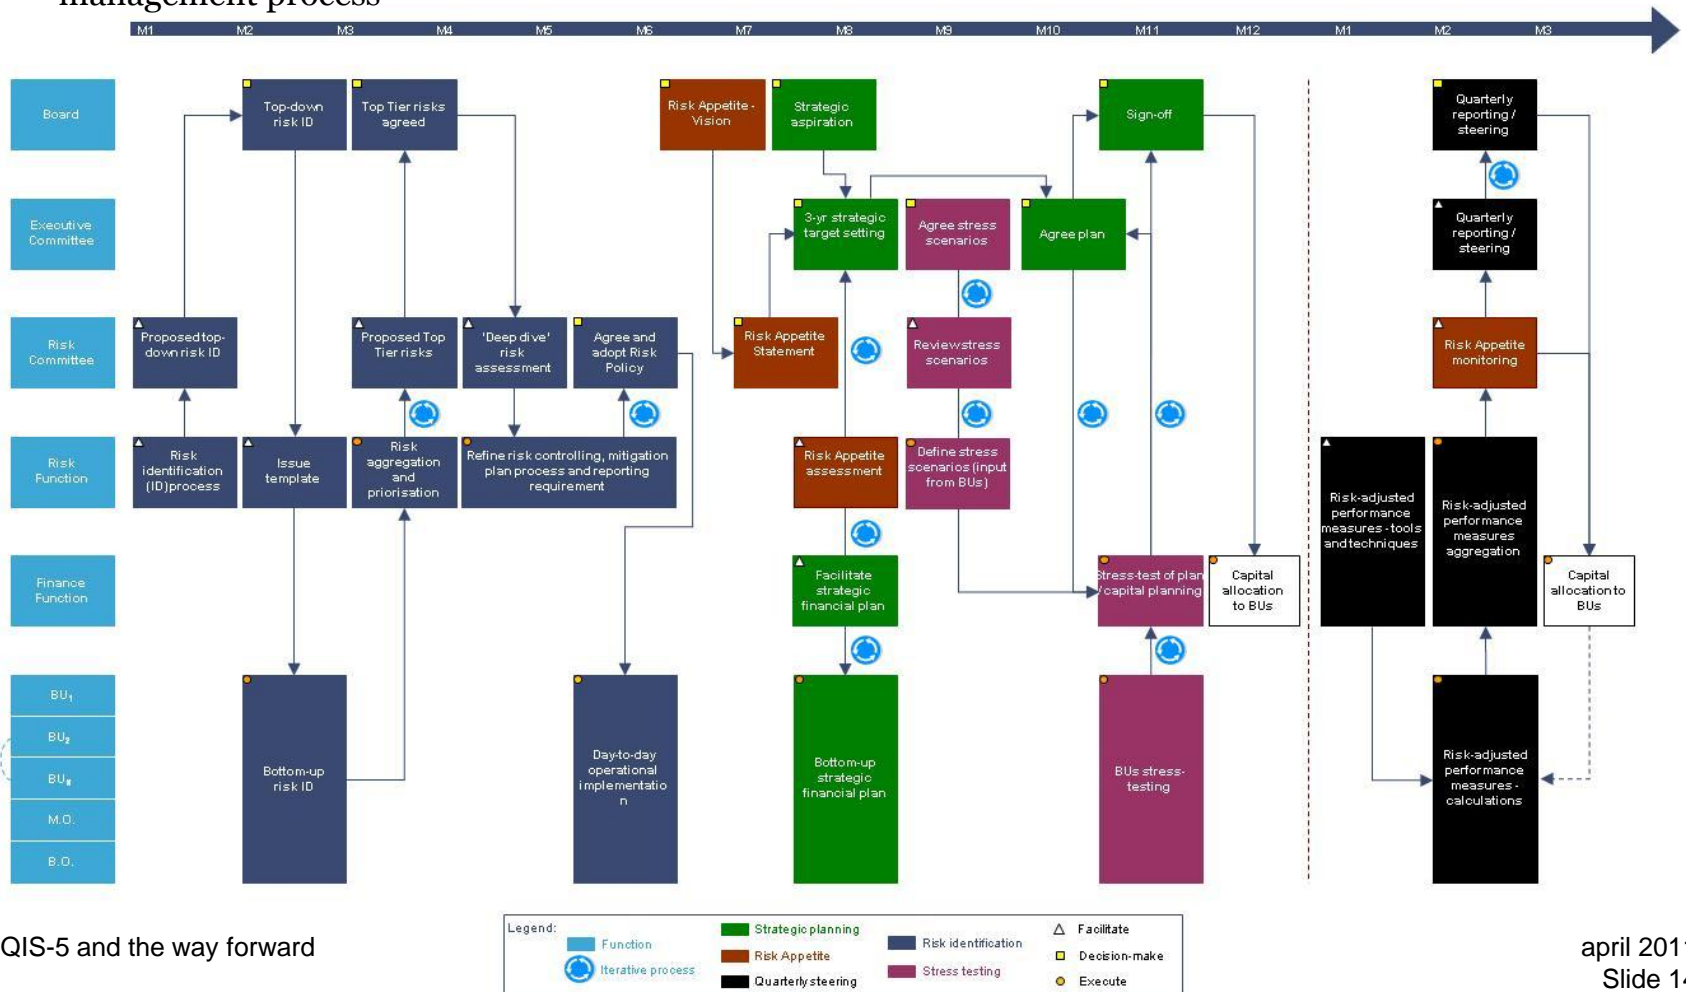 management process
M1
M2
M3
M4
M5
M6
M7
M8
M9
M10
M11
M12
M1
M2
M3
Board
Top-down
risk ID
Top Tier risks
agreed
Risk Appetite -
Vision
Strategic
aspiration
Sign-off
Quarterly
reporting /
steering
Executive
Committee
3-yr strategic
target setting
Agree stress
scenarios
Agree plan
Quarterly
reporting /
steering
Risk
Committee
Proposed top-
down risk ID
Proposed Top
Tier risks
'Deep dive'
risk
assessment
Agree and
adopt Risk
Policy
Risk Appetite
Statement
Review stress
scenarios
Risk Appetite
monitoring
Risk
Function
Risk
identification
(ID) process
Issue
template
Risk
aggregation
and
priorisation
Refine risk controlling, mitigation
plan process and reporting
requirement
Risk Appetite
assessment
Define stress
scenarios (input
from BUs)
Risk-adjusted
performance
measures - tools
and techniques
Risk-adjusted
performance
measures
aggregation
Finance
Function
Facilitate
strategic
financial plan
Stress-test of plan
/ capital planning
Capital
allocation
to BUs
Capital
allocation to
BUs
BU1
BU2
BU
M.O.
B.O.
Bottom-up
risk ID
Day-to-day
operational
implementatio
n
Bottom-up
strategic
financial plan
BUs stress-
testing
Risk-adjusted
performance
measures -
calculations
Legend:
Function
Iterative process
Strategic planning
Risk Appetite
Quarterly steering
Risk identification
Stress testing
Facilitate
Decision-make
Execute
QIS-5 and the way forward
april 2011
Slide 14